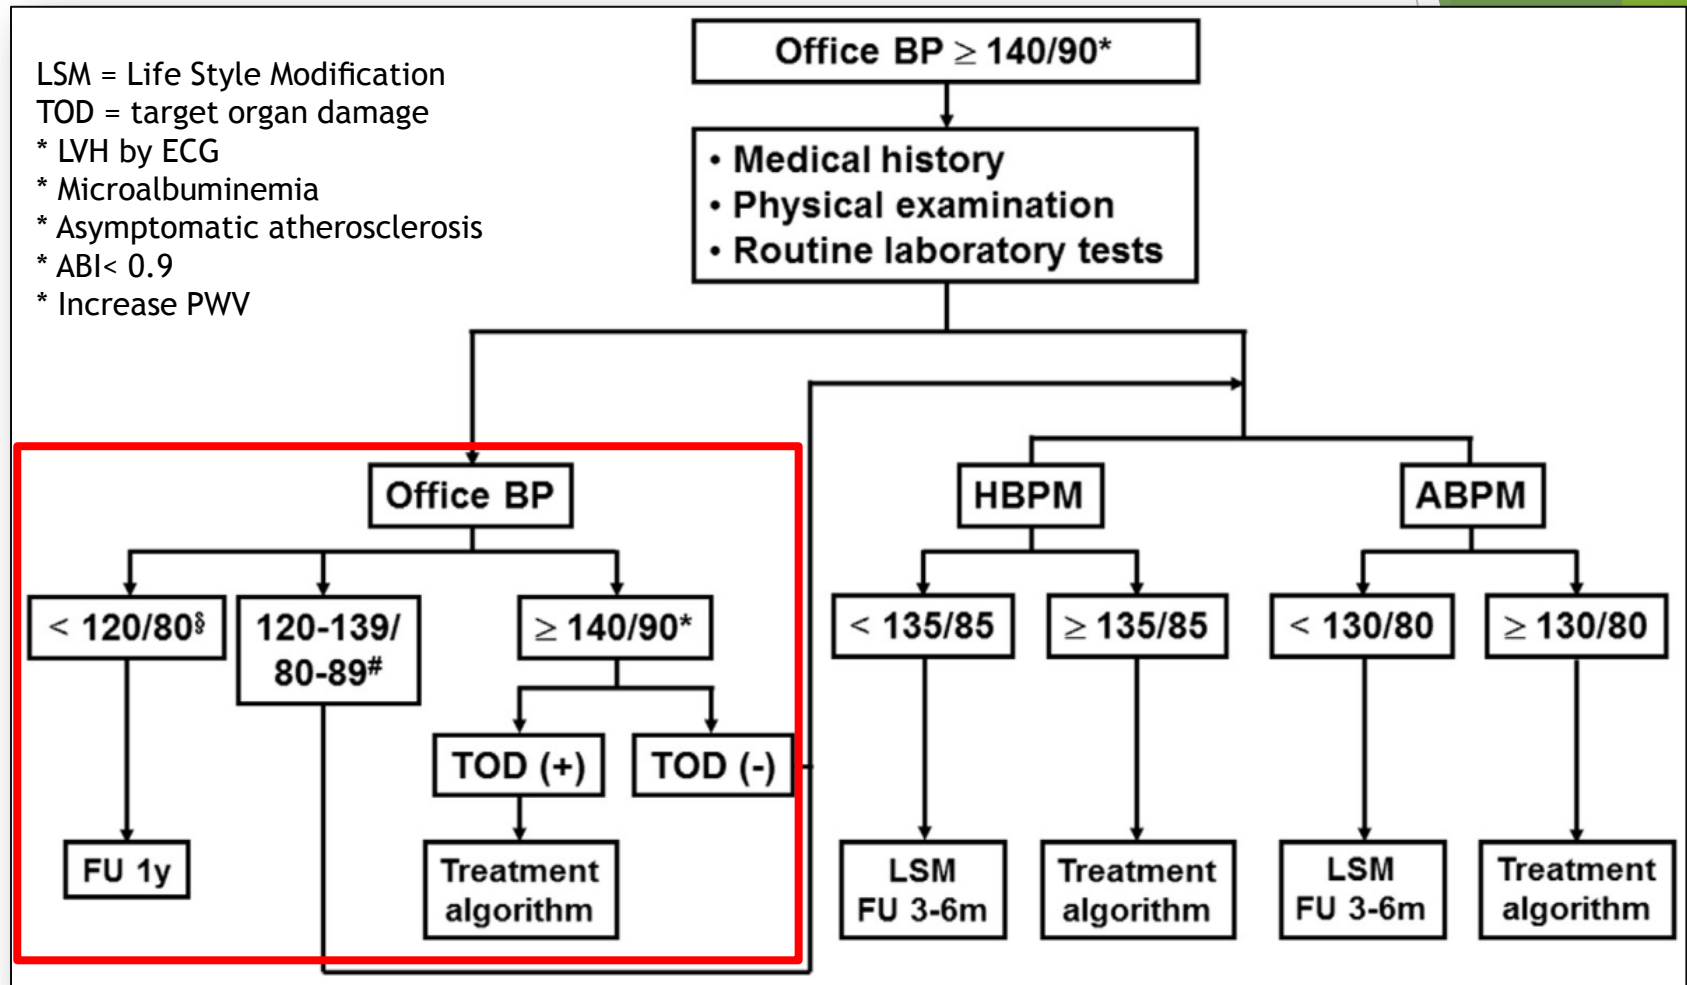 LSM = Life Style Modification
TOD = target organ damage
* LVH by ECG
* Microalbuminemia
* Asymptomatic atherosclerosis
* ABI< 0.9
* Increase PWV
Office BP ≥ 140/90*
• Medical history
• Physical examination
• Routine laboratory tests
Office BP
HBPM
ABPM
< 120/80§
120-139/
80-89#
≥ 140/90*
< 135/85
≥ 135/85
< 130/80
≥ 130/80
TOD (+)
TOD (-)
FU 1y
Treatment
algorithm
LSM
FU 3-6m
Treatment
algorithm
LSM
FU 3-6m
Treatment
algorithm